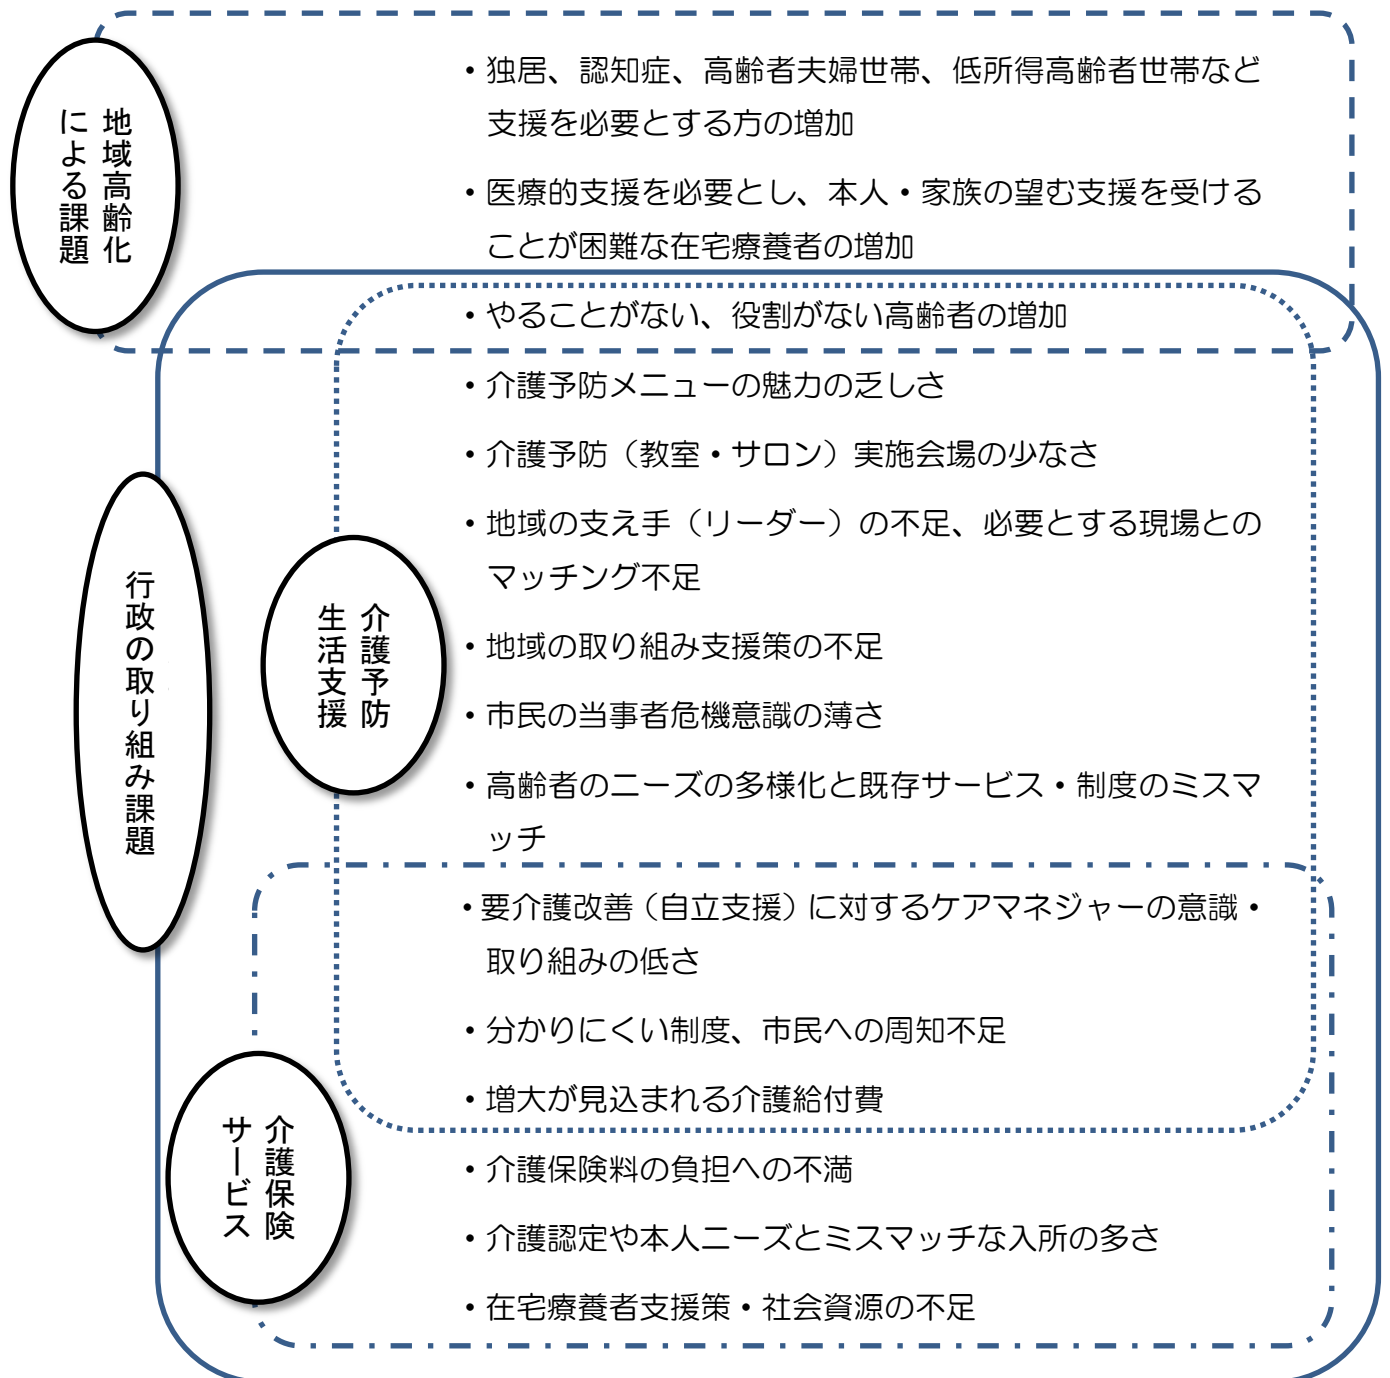 地域高齢化
による課題
・独居、認知症、高齢者夫婦世帯、低所得高齢者世帯など
支援を必要とする方の増加
・医療的支援を必要とし、本人・家族の望む支援を受ける
ことが困難な在宅療養者の増加
・やることがない、役割がない高齢者の増加
行政の取り組み課題
介護予防
生活支援
・介護予防メニューの魅力の乏しさ
・介護予防（教室・サロン）実施会場の少なさ
・地域の支え手（リーダー）の不足、必要とする現場との
マッチング不足
・地域の取り組み支援策の不足
・市民の当事者危機意識の薄さ
・高齢者のニーズの多様化と既存サービス・制度のミスマ
ッチ
・要介護改善（自立支援）に対するケアマネジャーの意識・
取り組みの低さ
・分かりにくい制度、市民への周知不足
・増大が見込まれる介護給付費
介護保険
サービス
・介護保険料の負担への不満
・介護認定や本人ニーズとミスマッチな入所の多さ
・在宅療養者支援策・社会資源の不足